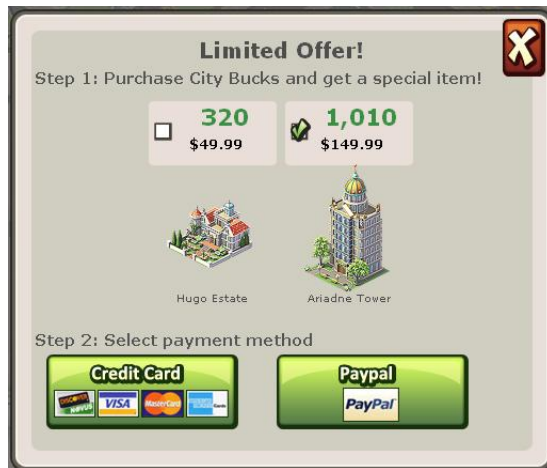 Limited Offer!
Step 1: Purchase City Bucks and get a special item!
320 1,010
$49.99 $149.99
Hugo Estate Ariadne Tower
Step 2: Select payment method
Credit Card Paypal
DISCOVER NOVUS VISA MasterCard PayPal